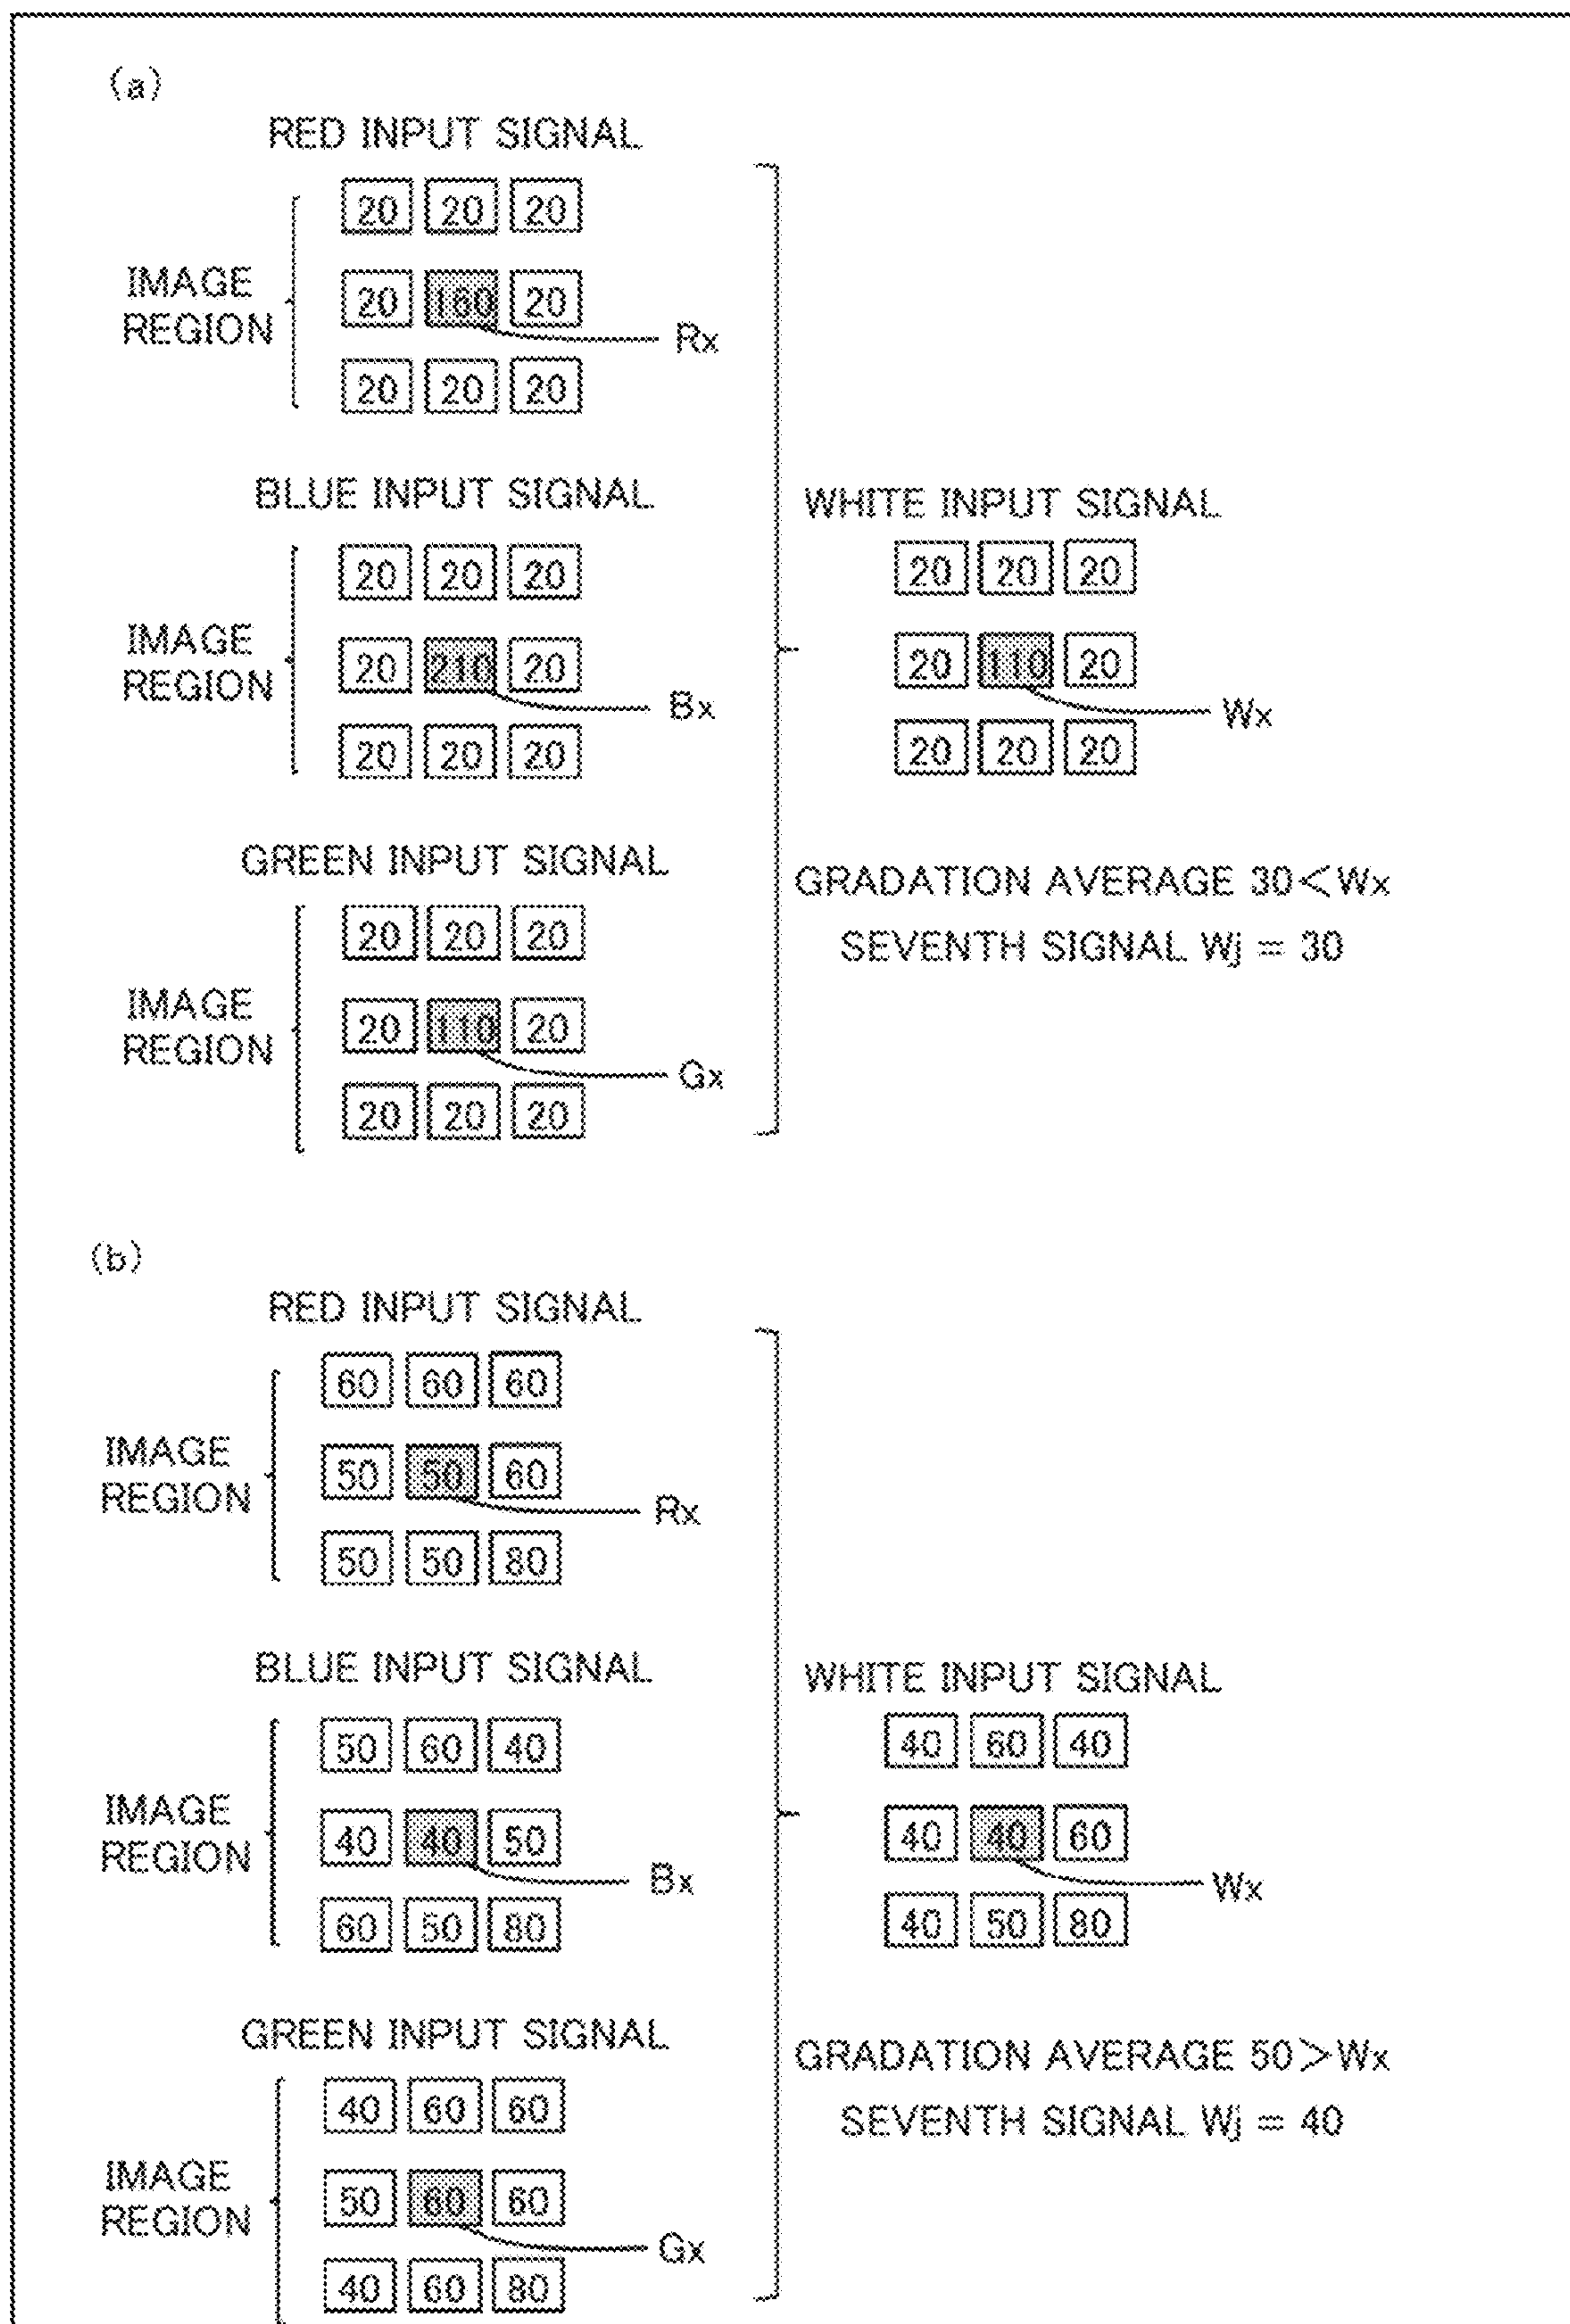 (a)
RED INPUT SIGNAL
20 20 20
IMAGE
REGION
20 160 20
Rx
20 20 20
BLUE INPUT SIGNAL
20 20 20
IMAGE
REGION
20 210 20
Bx
20 20 20
GREEN INPUT SIGNAL
20 20 20
IMAGE
REGION
20 110 20
Gx
20 20 20
WHITE INPUT SIGNAL
20 20 20
20 110 20
Wx
20 20 20
GRADATION AVERAGE 30<Wx
SEVENTH SIGNAL Wj = 30
(b)
RED INPUT SIGNAL
60 60 60
IMAGE
REGION
50 50 60
Rx
50 50 80
BLUE INPUT SIGNAL
50 60 40
IMAGE
REGION
40 40 50
Bx
60 50 80
GREEN INPUT SIGNAL
40 60 60
IMAGE
REGION
50 60 60
Gx
40 60 80
WHITE INPUT SIGNAL
40 60 40
40 40 60
Wx
40 50 80
GRADATION AVERAGE 50>Wx
SEVENTH SIGNAL Wj = 40